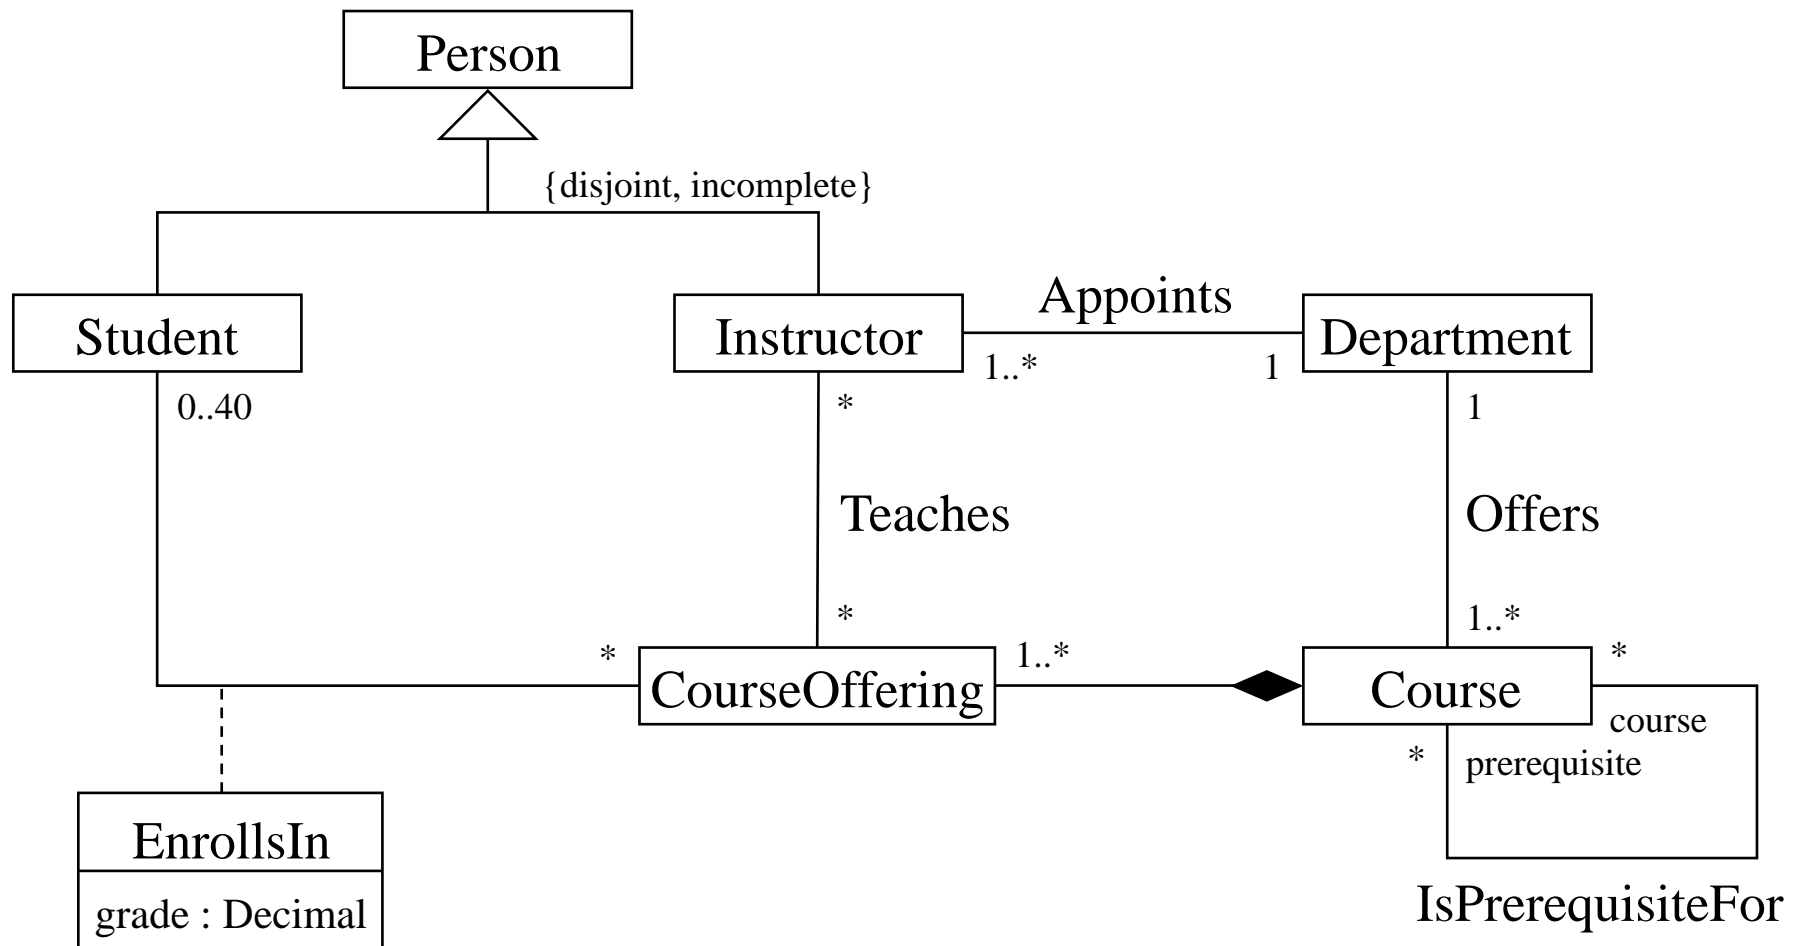 Person
{disjoint, incomplete}
Student
Instructor
Appoints
Department
1..*
1
0..40
*
1
Teaches
Offers
*
1..*
*
1..*
*
CourseOffering
Course
course
*
prerequisite
EnrollsIn
grade : Decimal
IsPrerequisiteFor